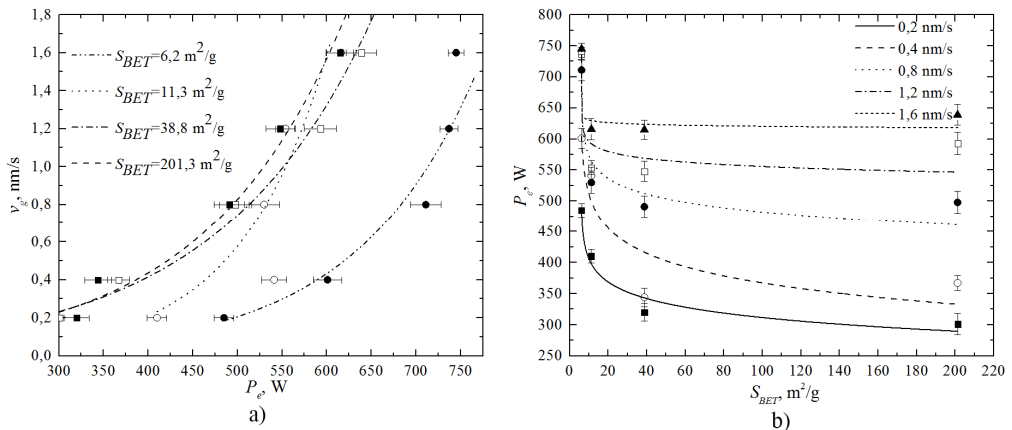 1,8
1,6
1,4
1,2
1,0
0,8
0,6
0,4
0,2
0,0
v_g, nm/s
S_BET=6,2 m²/g
S_BET=11,3 m²/g
S_BET=38,8 m²/g
S_BET=201,3 m²/g
300 350 400 450 500 550 600 650 700 750
P_e, W
a)
800
750
700
650
600
550
500
450
400
350
300
250
P_e, W
0,2 nm/s
0,4 nm/s
0,8 nm/s
1,2 nm/s
1,6 nm/s
0 20 40 60 80 100 120 140 160 180 200 220
S_BET, m²/g
b)